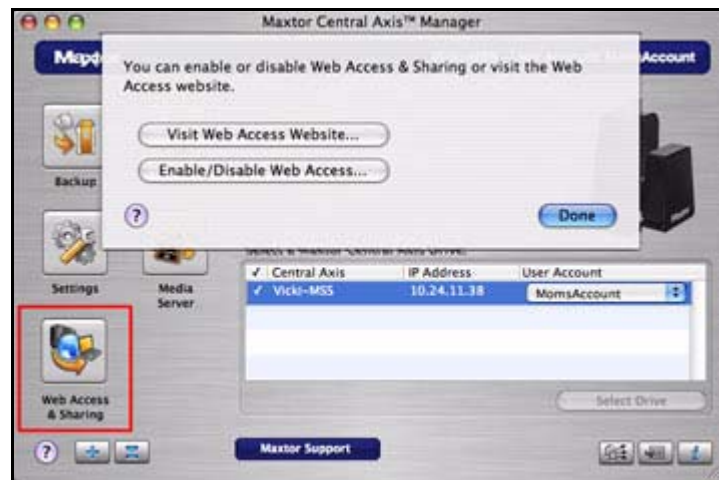 Maxtor Central Axis™ Manager
You can enable or disable Web Access & Sharing or visit the Web
Access website.
Visit Web Access Website...
Enable/Disable Web Access...
?
Done
Account
Backup
Settings
Media
Server
Web Access
& Sharing
✓ Central Axis IP Address User Account
✓ Vicki-MSS 10.24.11.38 MomsAccount
Select Drive
?
Maxtor Support